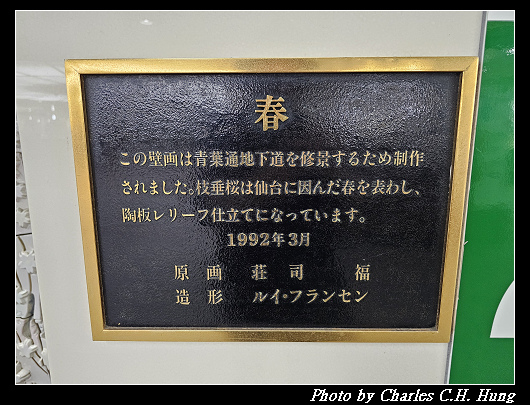 春
この壁画は青葉通地下道を修景するため制作
されました。枝垂桜は仙台に因んだ春を表わし、
陶板レリーフ仕立てになっています。
1992年3月
原画 荘司 福
造形 ルイ・フランセン
Photo by Charles C.H. Hung